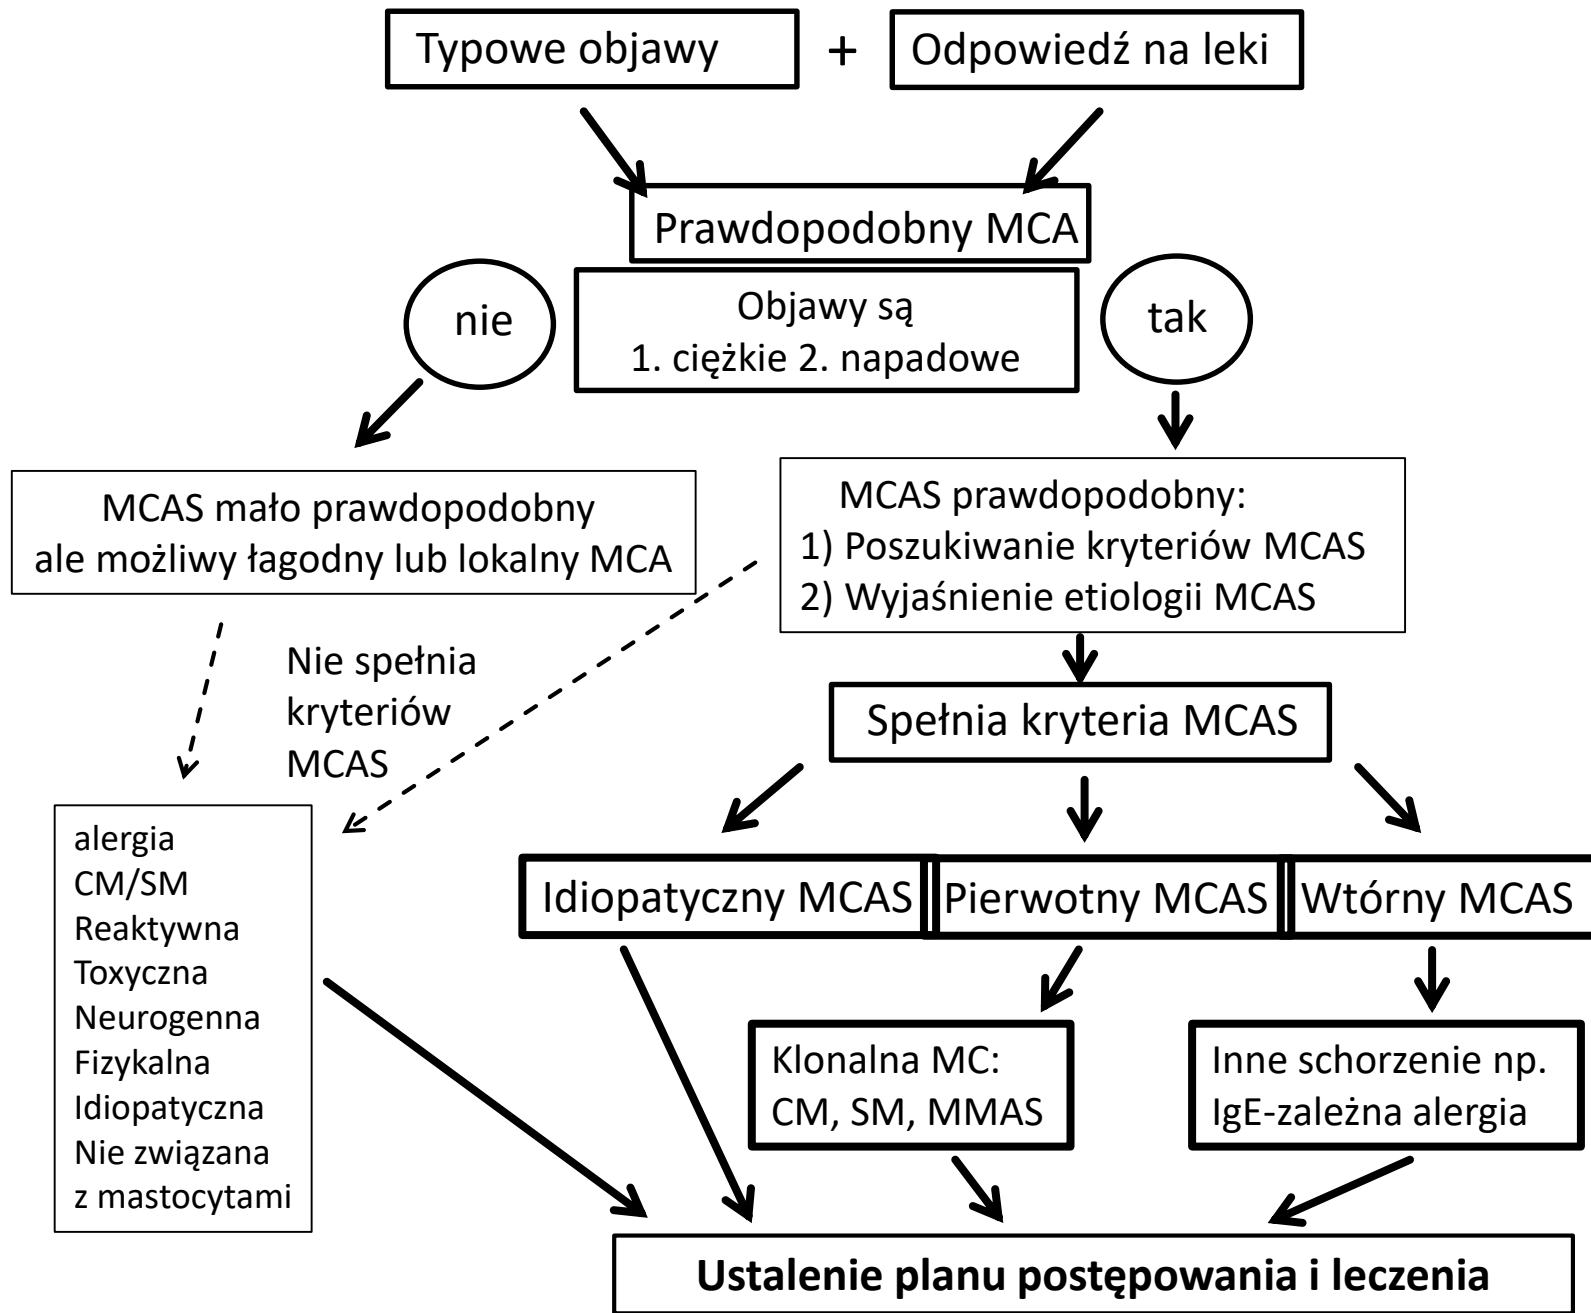 Typowe objawy
+
Odpowiedź na leki
Prawdopodobny MCA
nie
Objawy są
1. ciężkie 2. napadowe
tak
MCAS mało prawdopodobny
ale możliwy łagodny lub lokalny MCA
MCAS prawdopodobny:
1) Poszukiwanie kryteriów MCAS
2) Wyjaśnienie etiologii MCAS
Nie spełnia
kryteriów
MCAS
Spełnia kryteria MCAS
alergia
CM/SM
Reaktywna
Toxyczna
Neurogenna
Fizykalna
Idiopatyczna
Nie związana
z mastocytami
Idiopatyczny MCAS
Pierwotny MCAS
Wtórny MCAS
Klonalna MC:
CM, SM, MMAS
Inne schorzenie np.
IgE-zależna alergia
Ustalenie planu postępowania i leczenia